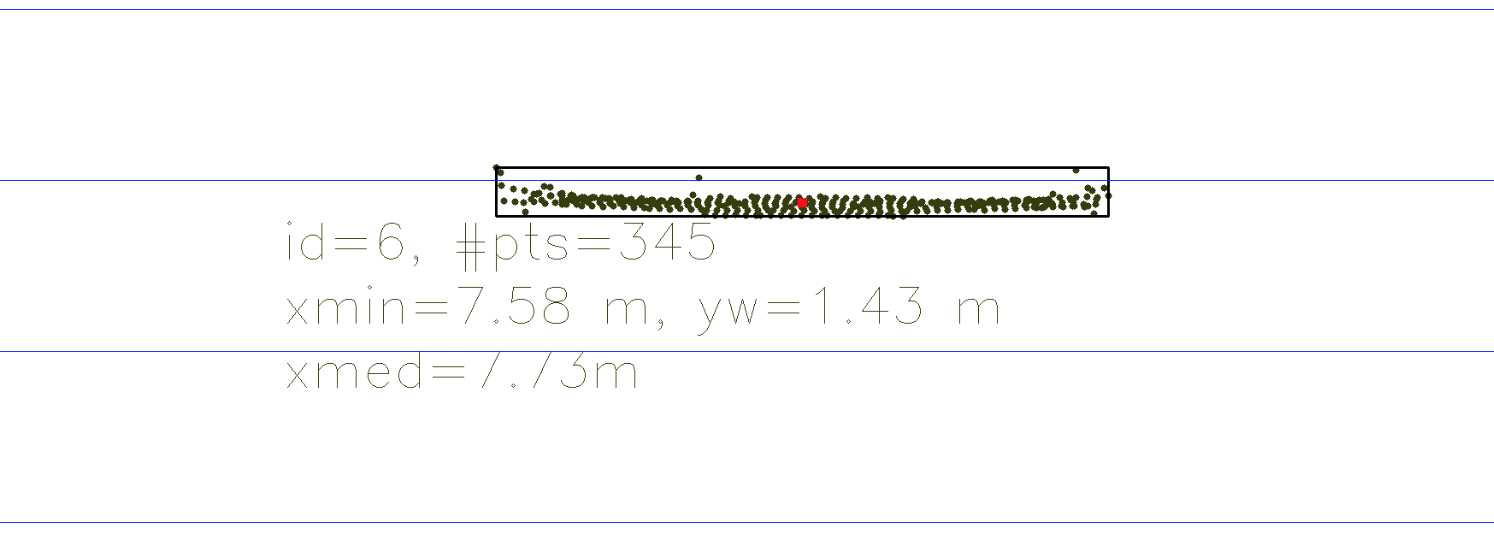 id=6, #pts=345
xmin=7.58 m, yw=1.43 m
xmed=7.73m